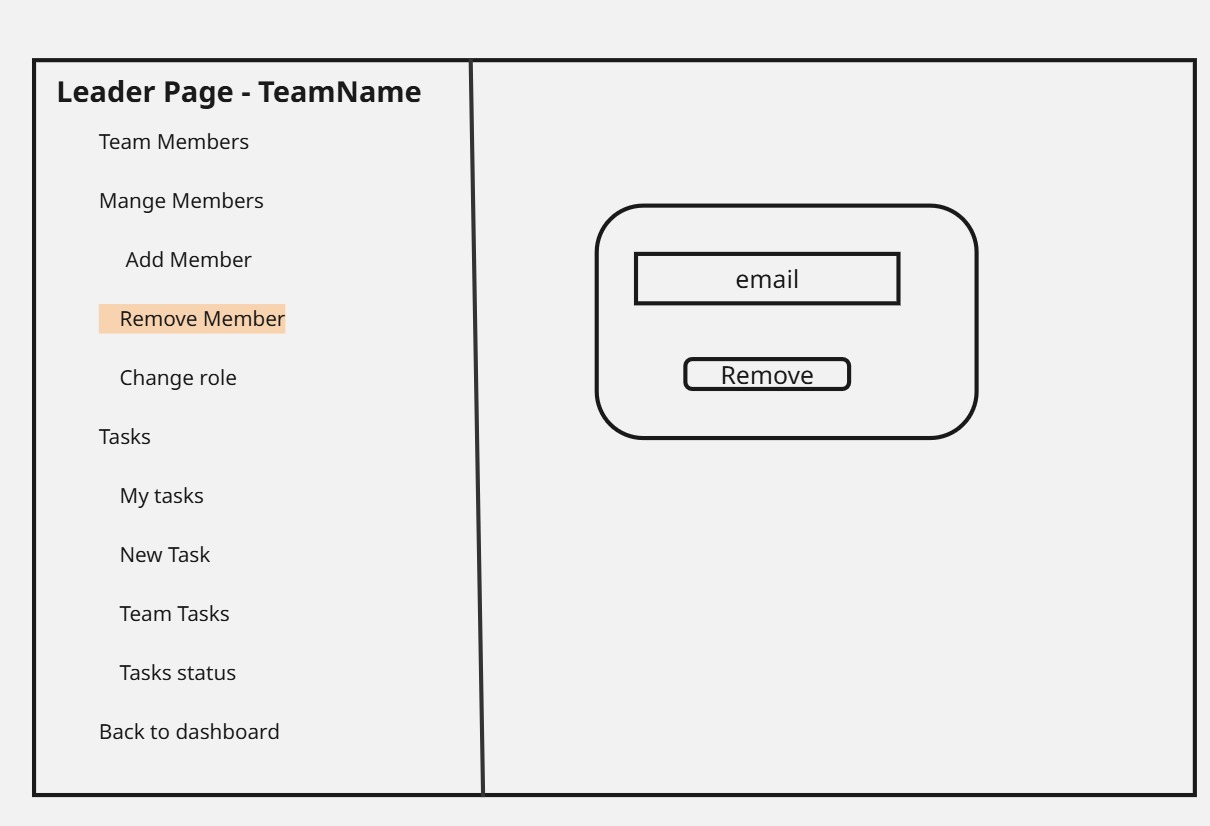 Leader Page - TeamName
Team Members
Mange Members
Add Member
Remove Member
Change role
Tasks
My tasks
New Task
Team Tasks
Tasks status
Back to dashboard
email
Remove